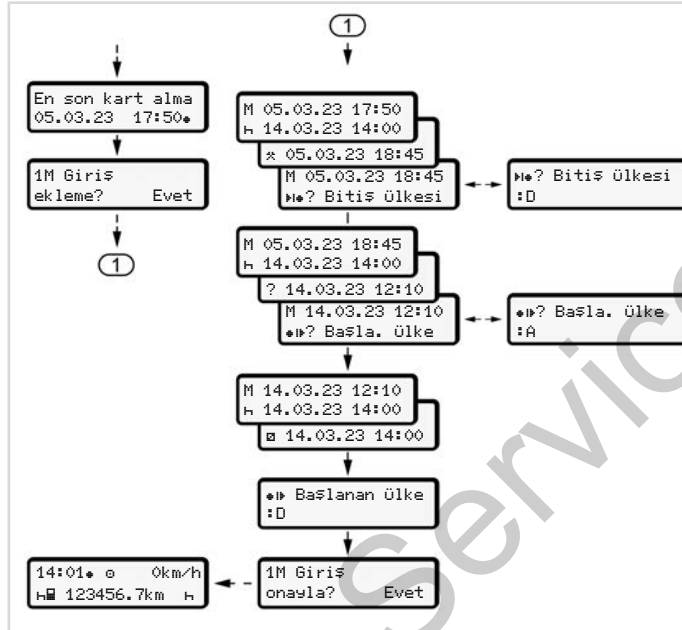 1
En son kart alma
05.03.23 17:50
1M Giriş
ekleme? Evet
1
M 05.03.23 17:50
14.03.23 14:00
05.03.23 18:45
M 05.03.23 18:45
? Bitiş ülkesi
? Bitiş ülkesi
:D
M 05.03.23 18:45
14.03.23 14:00
? 14.03.23 12:10
M 14.03.23 12:10
? Başla. ülke
? Başla. ülke
:A
M 14.03.23 12:10
14.03.23 14:00
14.03.23 14:00
Başlanan ülke
:D
1M Giriş
onayla? Evet
14:01 0km/h
123456.7km
Service